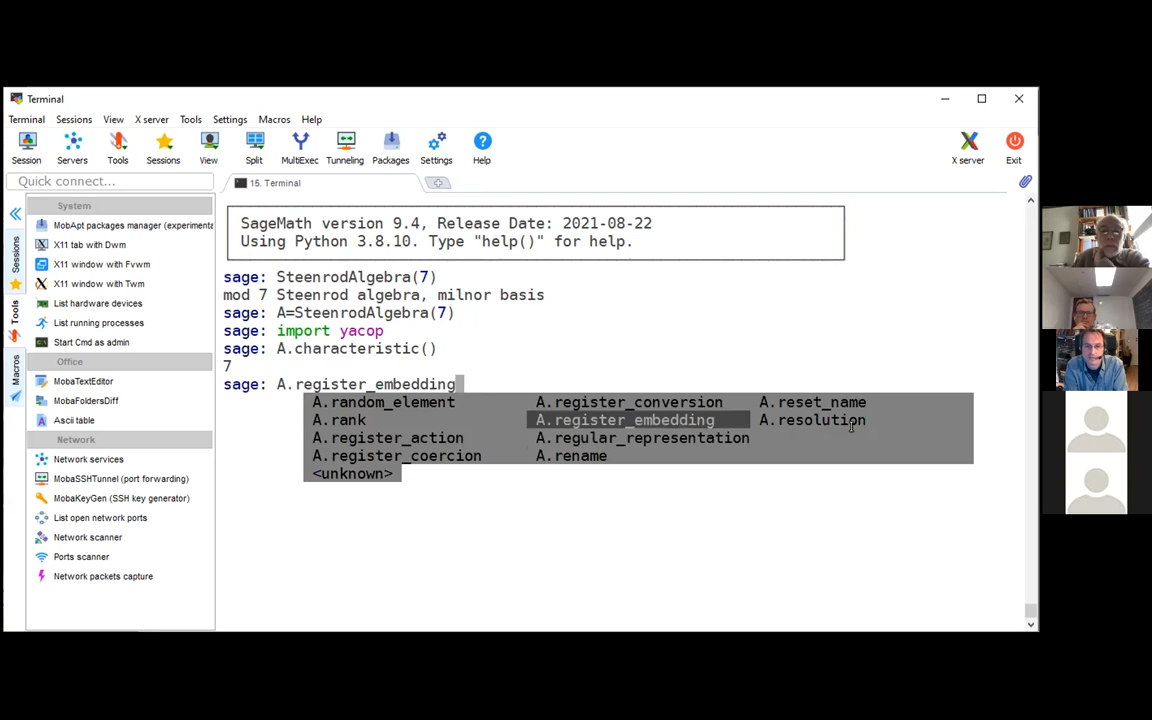 Terminal
Terminal Sessions View X server Tools Settings Macros Help
Session Servers Tools Sessions View Split MultiExec Tunneling Packages Settings Help X server Exit
Quick connect...
15. Terminal
Sessions
Tools
Macros
System
MobApt packages manager (experimenta
X11 tab with Dwm
X11 window with Fvwm
X11 window with Twm
List hardware devices
List running processes
Start Cmd as admin
Office
MobaTextEditor
MobaFoldersDiff
Ascii table
Network
Network services
MobaSSHTunnel (port forwarding)
MobaKeyGen (SSH key generator)
List open network ports
Network scanner
Ports scanner
Network packets capture
SageMath version 9.4, Release Date: 2021-08-22
Using Python 3.8.10. Type "help()" for help.
sage: SteenrodAlgebra(7)
mod 7 Steenrod algebra, milnor basis
sage: A=SteenrodAlgebra(7)
sage: import yacop
sage: A.characteristic()
7
sage: A.register_embedding
A.random_element A.register_conversion A.reset_name
A.rank A.register_embedding A.resolution
A.register_action A.regular_representation
A.register_coercion A.rename
<unknown>